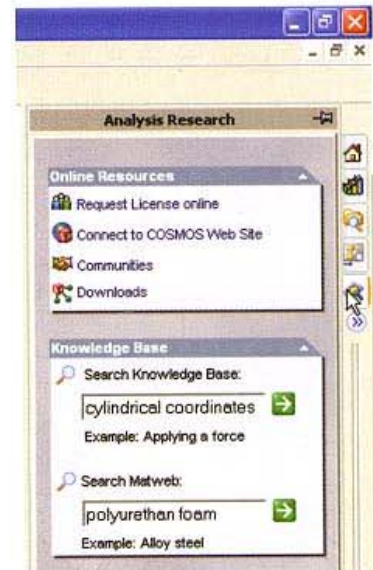 Analysis Research
Online Resources
Request License online
Connect to COSMOS Web Site
Communities
Downloads
Knowledge Base
Search Knowledge Base:
cylindrical coordinates
Example: Applying a force
Search Matweb:
polyurethan foam
Example: Alloy steel